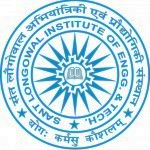 संत लौंगोवाल अभियांत्रिकी एवं प्रौद्योगिकी संस्थान
SANT LONGOWAL INSTITUTE OF ENGG. & TECH.
योगः कर्मसु कौशलम्